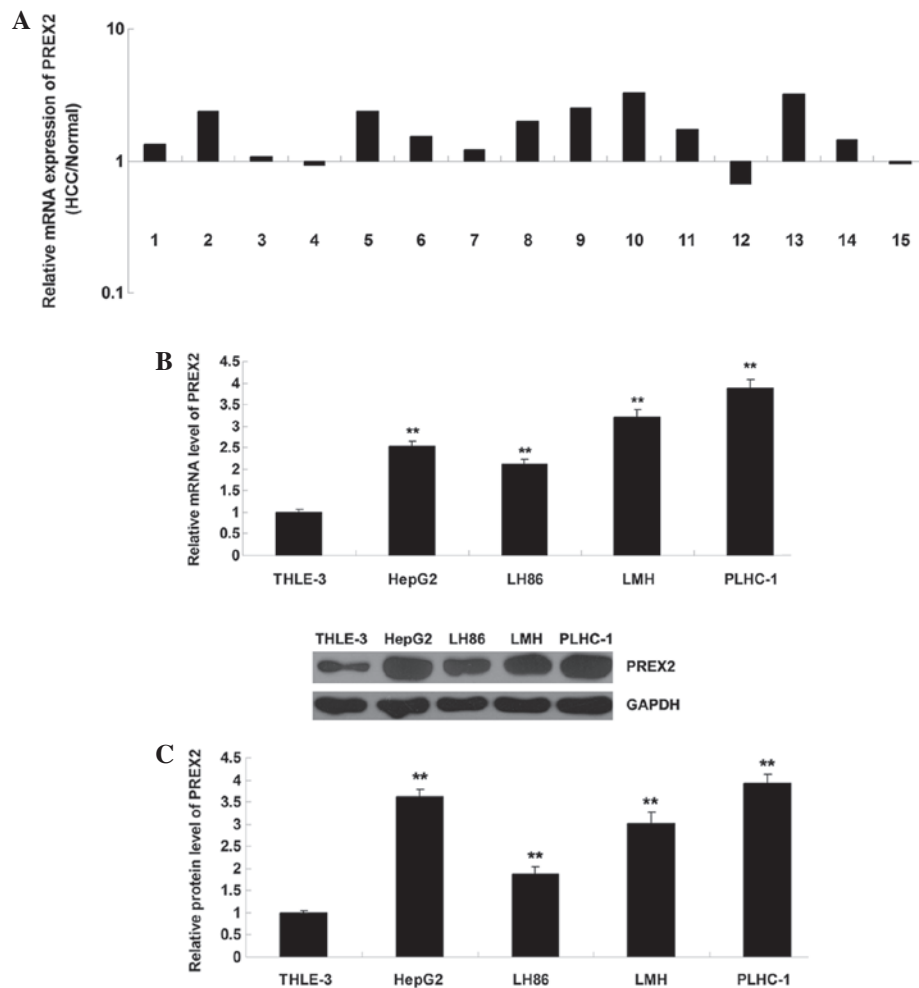 A
Relative mRNA expression of PREX2
(HCC/Normal)
10
1
0.1
1 2 3 4 5 6 7 8 9 10 11 12 13 14 15
B
Relative mRNA level of PREX2
4.5
4
3.5
3
2.5
2
1.5
1
0.5
0
** ** ** **
THLE-3 HepG2 LH86 LMH PLHC-1
THLE-3 HepG2 LH86 LMH PLHC-1
PREX2
GAPDH
C
Relative protein level of PREX2
4.5
4
3.5
3
2.5
2
1.5
1
0.5
0
** ** ** **
THLE-3 HepG2 LH86 LMH PLHC-1